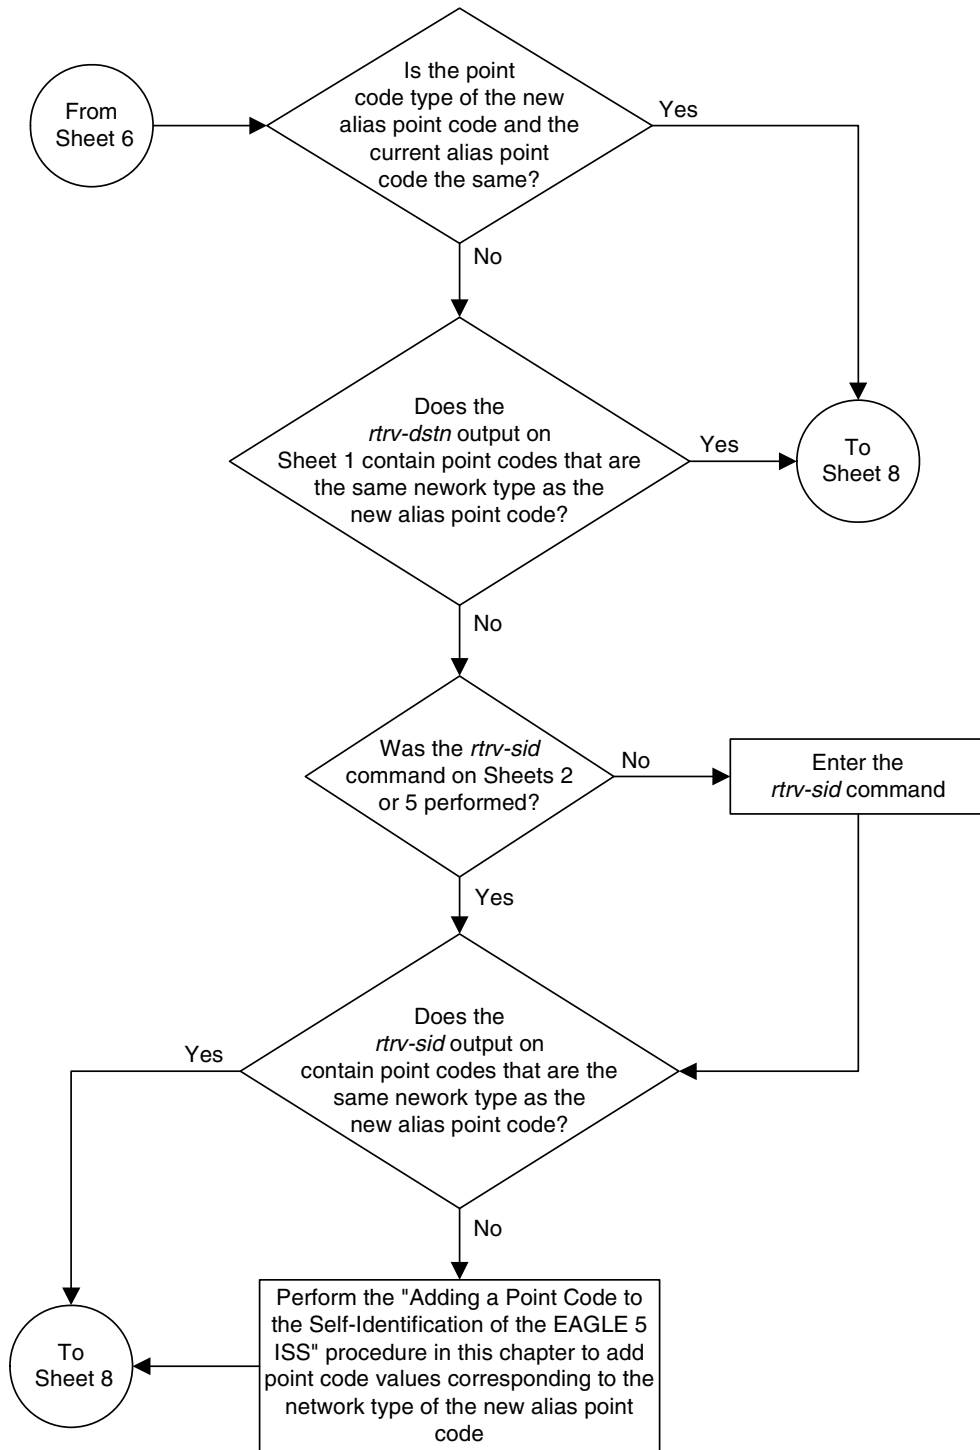 Is the point
code type of the new
alias point code and the
current alias point
code the same?
From
Sheet 6
Yes
No
Does the
rtrv-dstn output on
Sheet 1 contain point codes that are
the same nework type as the
new alias point code?
Yes
To
Sheet 8
No
Was the rtrv-sid
command on Sheets 2
or 5 performed?
No
Enter the
rtrv-sid command
Yes
Does the
rtrv-sid output on
contain point codes that are the
same nework type as the
new alias point code?
Yes
No
Perform the "Adding a Point Code to
the Self-Identification of the EAGLE 5
ISS" procedure in this chapter to add
point code values corresponding to the
network type of the new alias point
code
To
Sheet 8